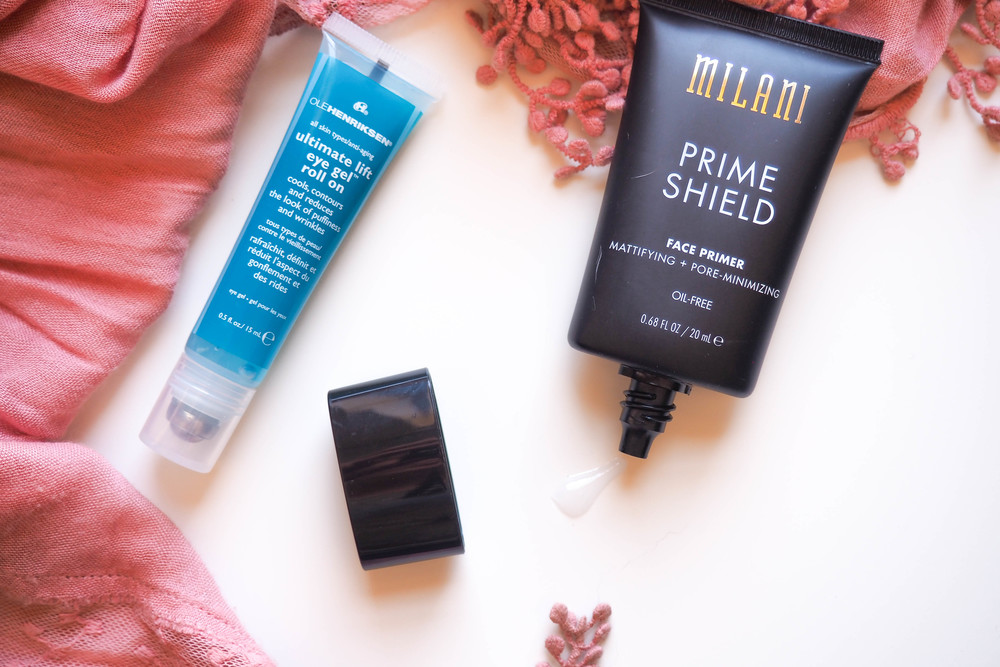 OLEHENRIKSEN®
all skin types/anti-aging
ultimate lift
eye gel™
roll on
cools, contours
and reduces
the look of puffiness
and wrinkles
tous types de peau/
contre le vieillissement
rafraîchit, définit et
réduit l'aspect du
gonflement et
des rides
eye gel • gel pour les yeux
0.5 fl. oz/ 15 mL e
MILANI
PRIME
SHIELD
FACE PRIMER
MATTIFYING + PORE-MINIMIZING
OIL-FREE
0.68 FL OZ / 20 mL e